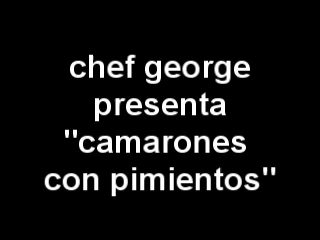 chef george
presenta
"camarones
con pimientos"